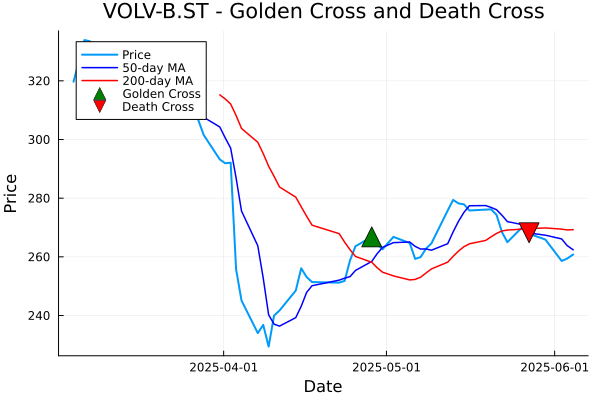 VOLV-B.ST - Golden Cross and Death Cross
Price
50-day MA
200-day MA
Golden Cross
Death Cross
Price
320
300
280
260
240
2025-04-01
2025-05-01
2025-06-01
Date